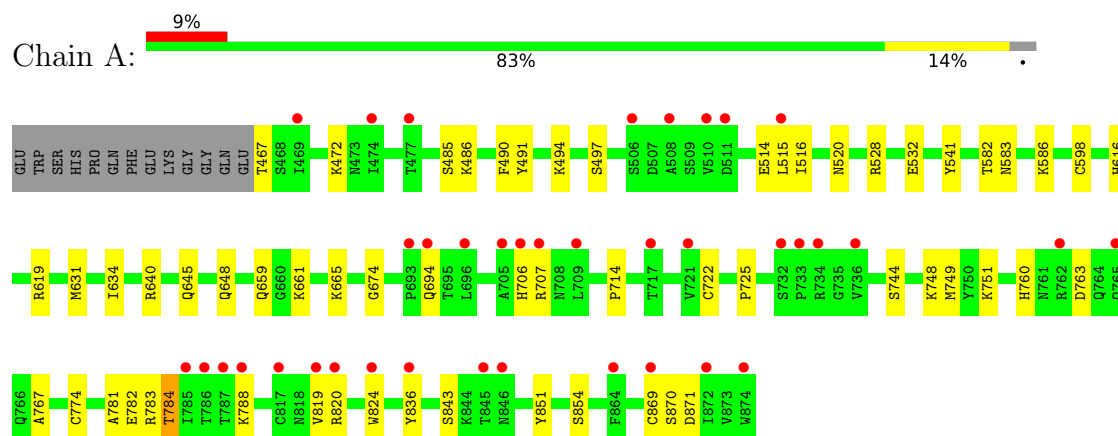 9%
Chain A:
83% 14% •
GLU TRP SER HIS PRO GLN PHE GLU LYS GLY GLY GLN GLU T467 S468 I469 K472 N473 I474 T477 S485 K486 F490 Y491 K494 S497 S506 D507 A508 S509 V510 D511 E514 L515 I516 N520 R528 E532 Y541 T582 N583 K586 C598 H616
R619 M631 I634 R640 Q645 Q648 Q659 G660 K661 K665 G674 P693 Q694 T695 L696 A705 H706 R707 N708 L709 P714 T717 V721 C722 P725 S732 P733 R734 G735 V736 S744 K748 M749 Y750 K751 H760 N761 R762 D763 Q764
Q766 A767 C774 A781 E782 R783 T784 I785 T786 T787 K788 C817 N818 V819 R820 W824 Y836 S843 K844 T845 N846 Y851 S854 F864 C869 S870 D871 I872 V873 W874